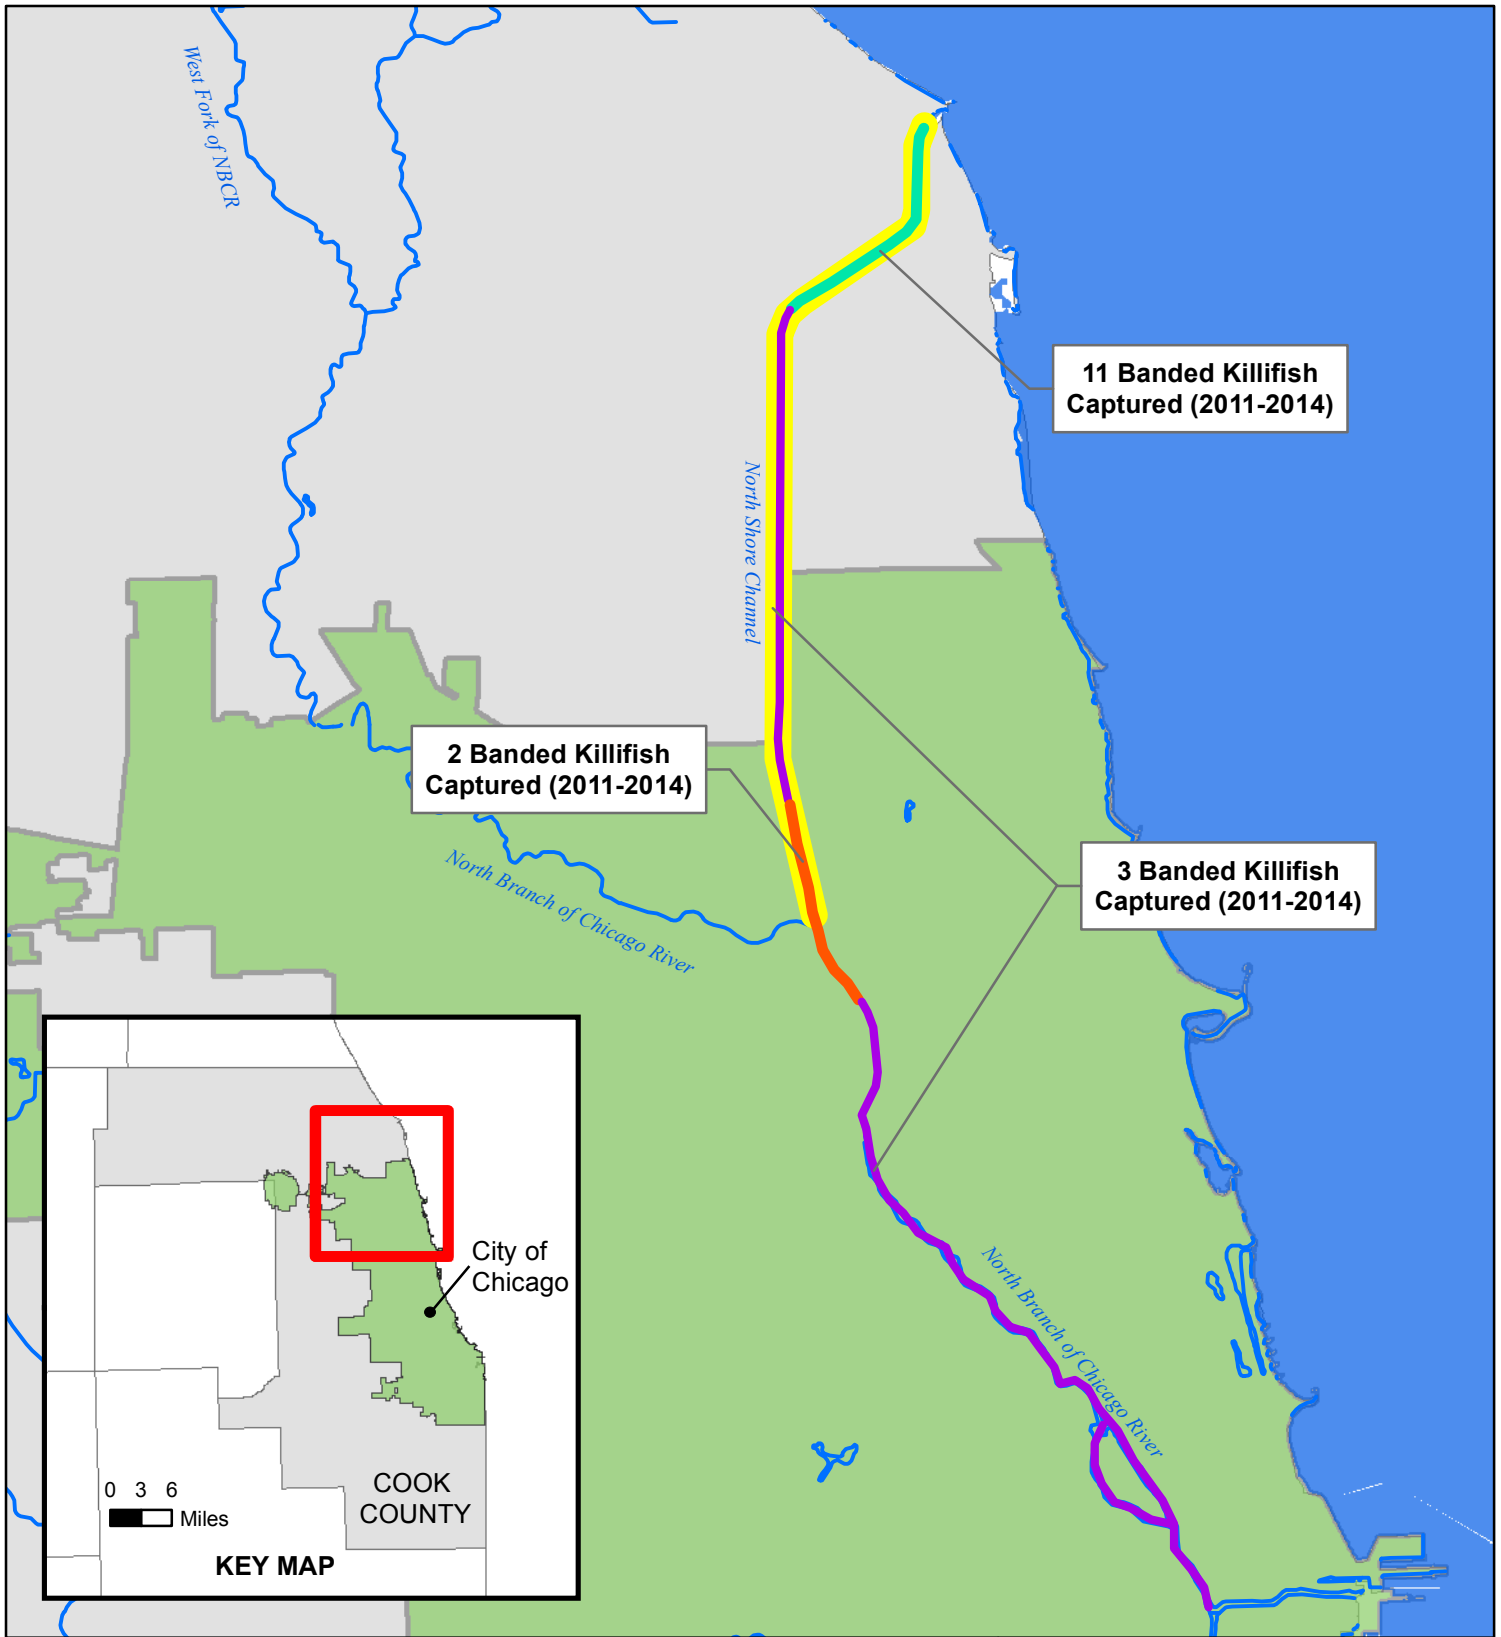 West Fork of NBCR
11 Banded Killifish
Captured (2011-2014)
North Shore Channel
2 Banded Killifish
Captured (2011-2014)
North Branch of Chicago River
3 Banded Killifish
Captured (2011-2014)
City of
Chicago
North Branch of Chicago River
COOK
COUNTY
0 3 6
Miles
KEY MAP